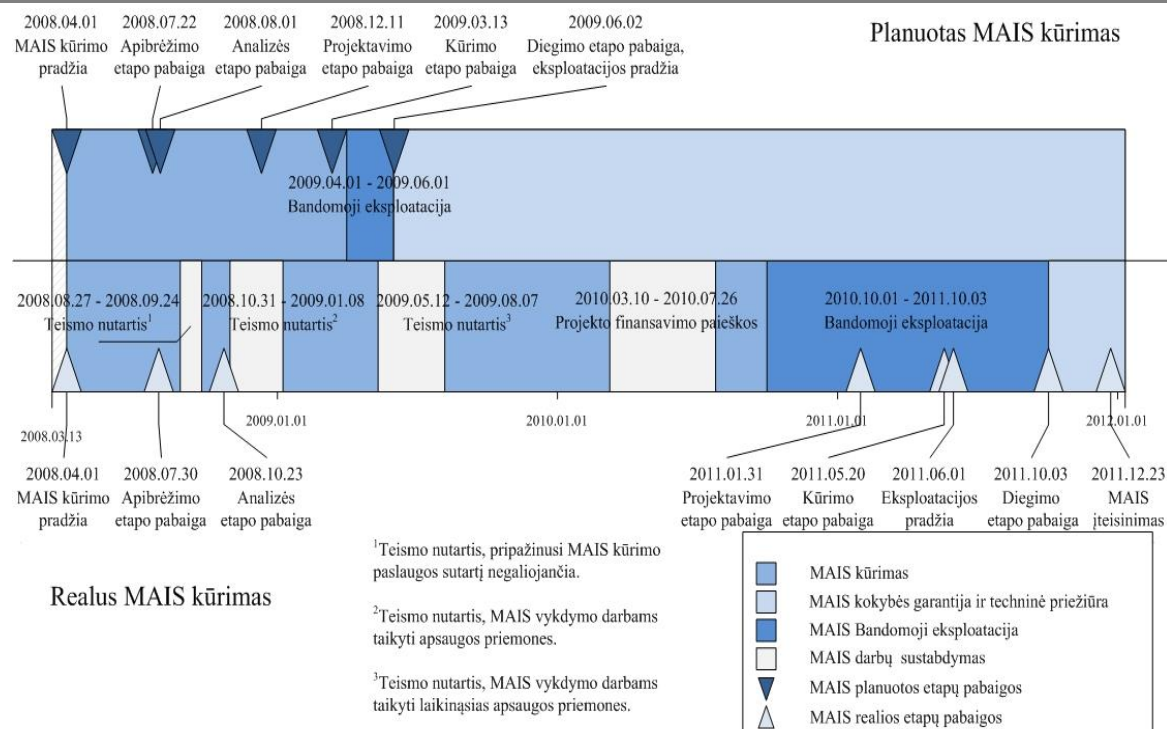 2008.04.01
MAIS kūrimo
pradžia
2008.07.22
Apibrėžimo
etapo pabaiga
2008.08.01
Analizės
etapo pabaiga
2008.12.11
Projektavimo
etapo pabaiga
2009.03.13
Kūrimo
etapo pabaiga
2009.06.02
Diegimo etapo pabaiga,
eksploatacijos pradžia
Planuotas MAIS kūrimas
2009.04.01 - 2009.06.01
Bandomoji eksploatacija
2008.08.27 - 2008.09.24
Teismo nutartis¹
2008.10.31 - 2009.01.08
Teismo nutartis²
2009.05.12 - 2009.08.07
Teismo nutartis³
2010.03.10 - 2010.07.26
Projekto finansavimo paieškos
2010.10.01 - 2011.10.03
Bandomoji eksploatacija
2008.03.13
2009.01.01
2010.01.01
2011.01.01
2012.01.01
2008.04.01
MAIS kūrimo
pradžia
2008.07.30
Apibrėžimo
etapo pabaiga
2008.10.23
Analizės
etapo pabaiga
2011.01.31
Projektavimo
etapo pabaiga
2011.05.20
Kūrimo
etapo pabaiga
2011.06.01
Eksploatacijos
pradžia
2011.10.03
Diegimo
etapo pabaiga
2011.12.23
MAIS
įteisinimas
Realus MAIS kūrimas
¹Teismo nutartis, pripažinusi MAIS kūrimo
paslaugos sutartį negaliojančia.
²Teismo nutartis, MAIS vykdymo darbams
taikyti apsaugos priemones.
³Teismo nutartis, MAIS vykdymo darbams
taikyti laikinąsias apsaugos priemones.
MAIS kūrimas
MAIS kokybės garantija ir techninė priežiūra
MAIS Bandomoji eksploatacija
MAIS darbų sustabdymas
MAIS planuotos etapų pabaigos
MAIS realios etapų pabaigos